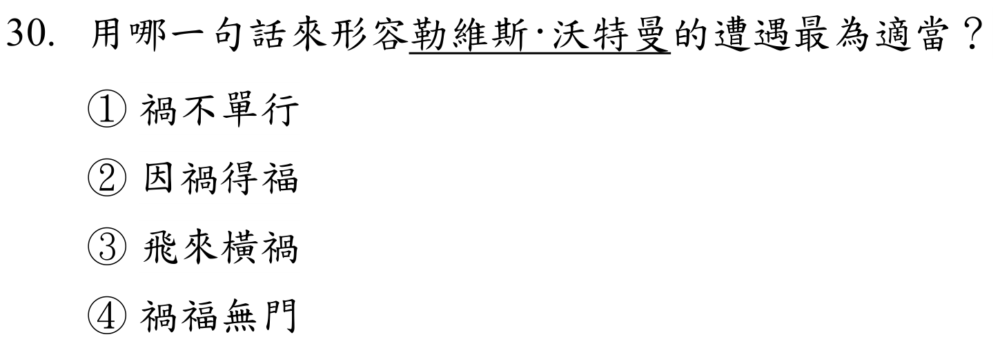 30. 用哪一句話來形容勒維斯·沃特曼的遭遇最為適當？
① 禍不單行
② 因禍得福
③ 飛來橫禍
④ 禍福無門